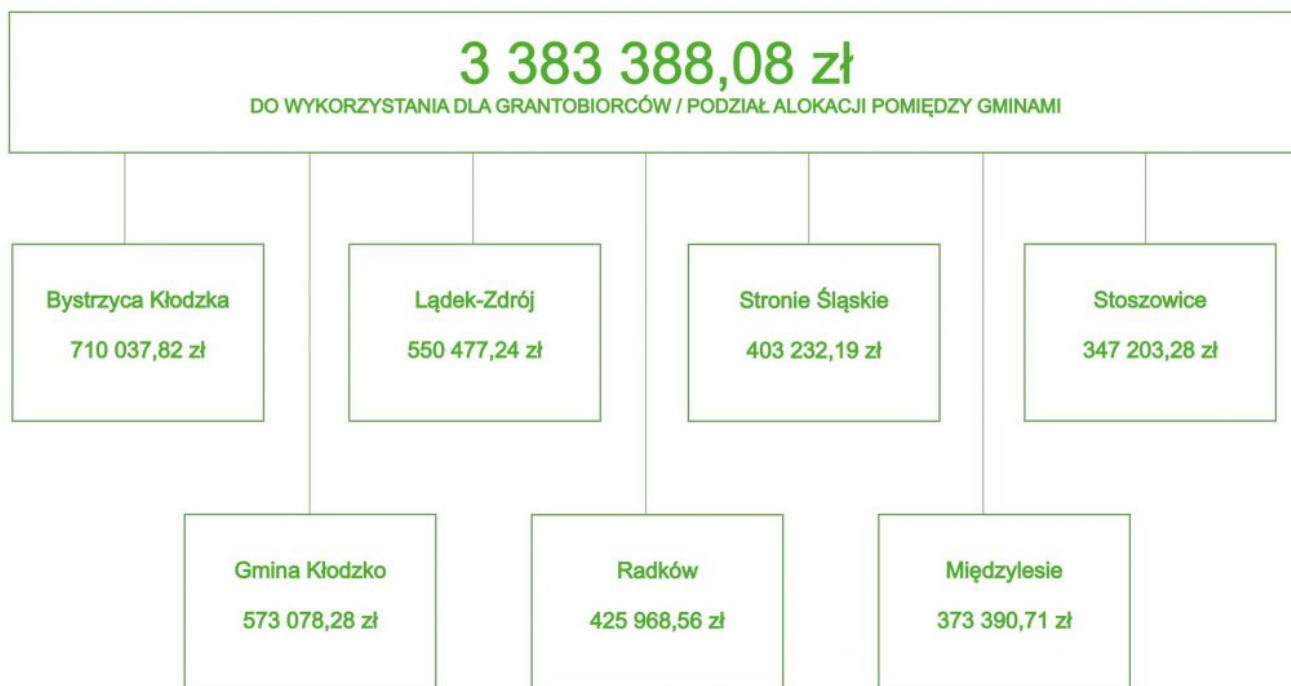 3 383 388,08 zł
DO WYKORZYSTANIA DLA GRANTOBIORCÓW / PODZIAŁ ALOKACJI POMIĘDZY GMINAMI
Bystrzyca Kłodzka
710 037,82 zł
Lądek-Zdrój
550 477,24 zł
Stronie Śląskie
403 232,19 zł
Stoszowice
347 203,28 zł
Gmina Kłodzko
573 078,28 zł
Radków
425 968,56 zł
Międzylesie
373 390,71 zł